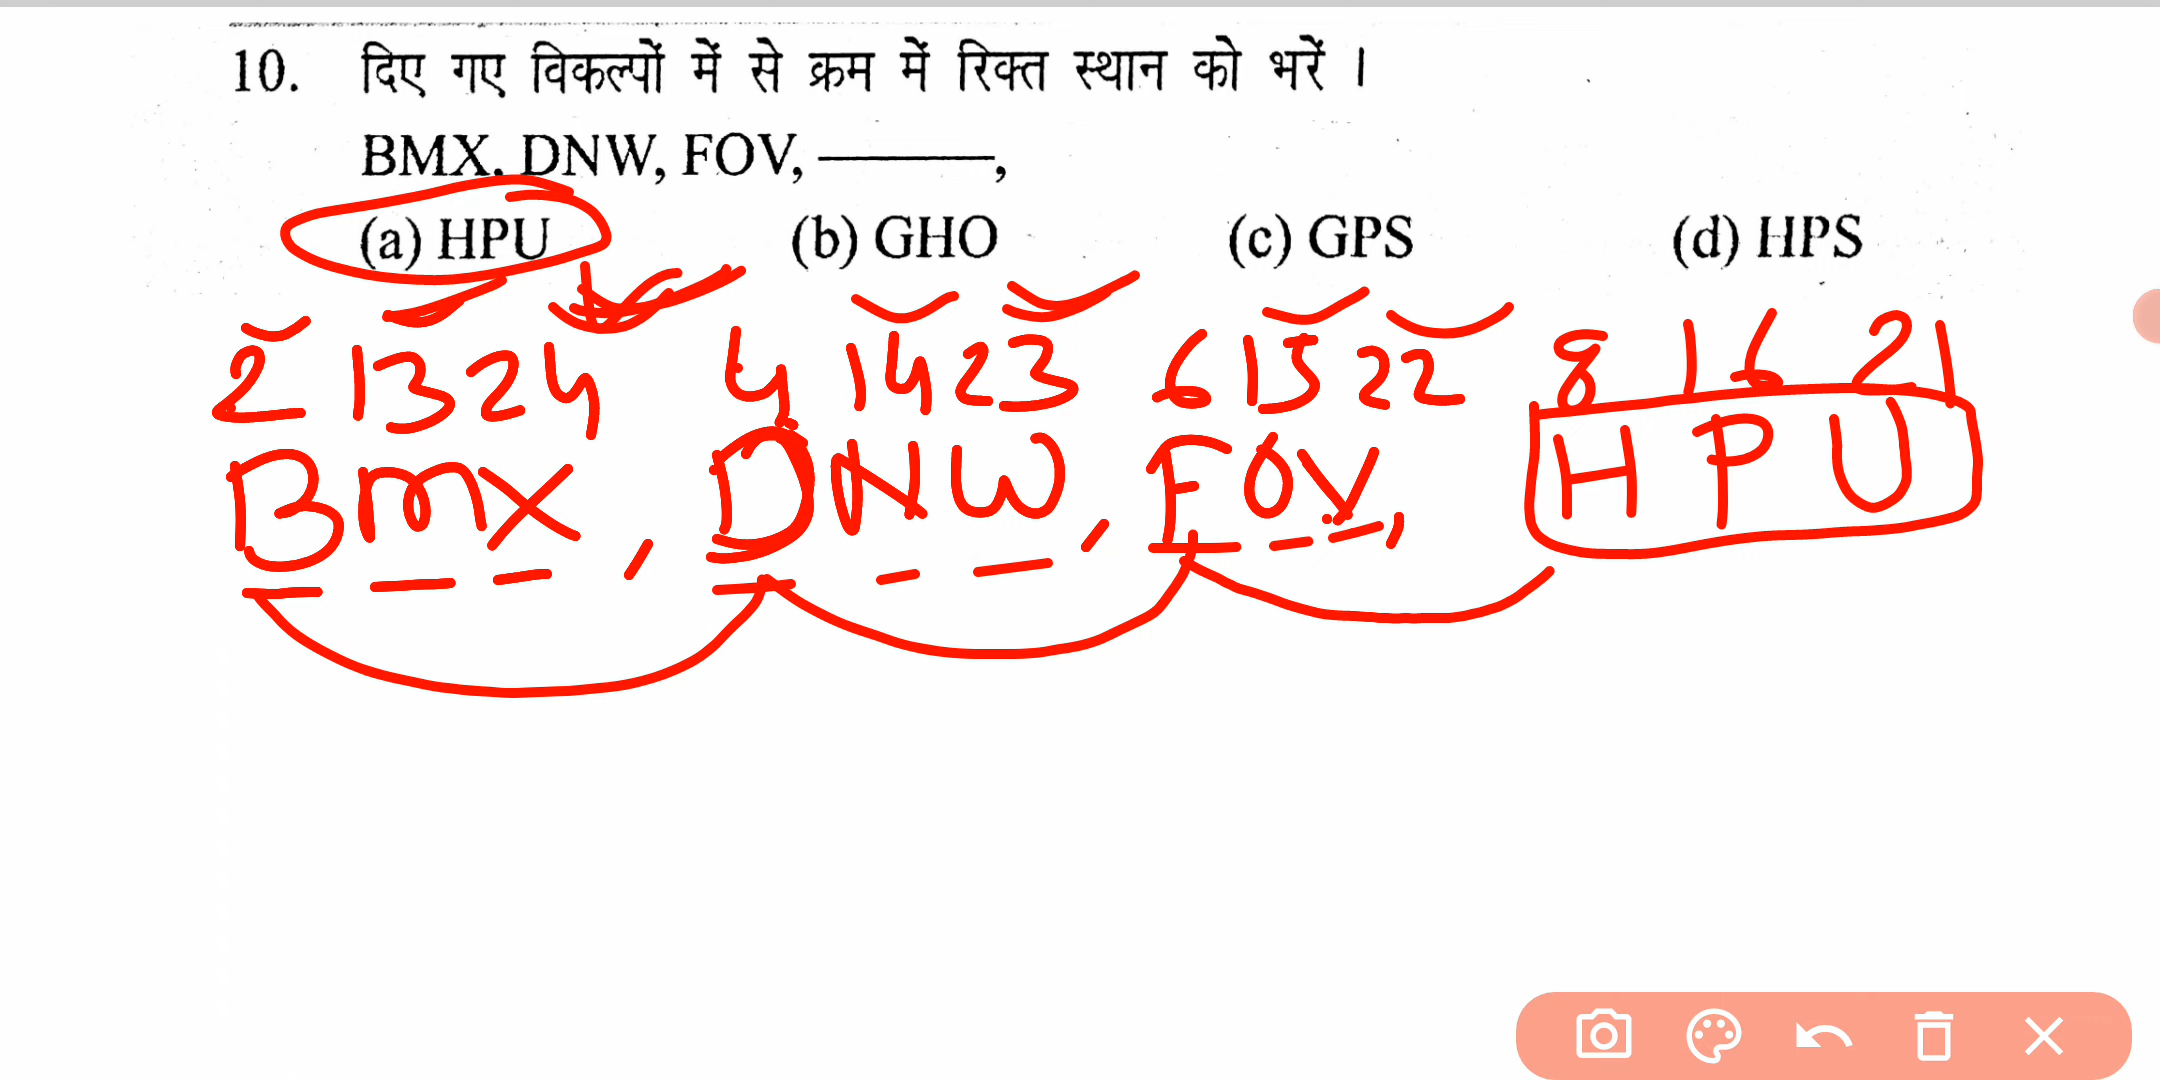 10. दिए गए विकल्पों में से क्रम में रिक्त स्थान को भरें ।
BMX, DNW, FOV, ———,
(a) HPU (b) GHO (c) GPS (d) HPS
2 13 24 4 14 23 6 15 22 8 16 21
BMX, DNW, FOV, HPU